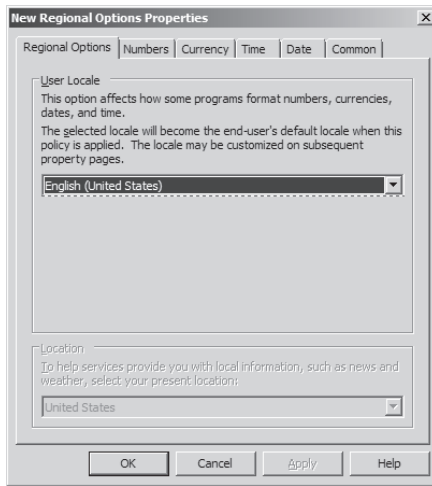 New Regional Options Properties
X
Regional Options Numbers Currency Time Date Common
User Locale
This option affects how some programs format numbers, currencies,
dates, and time.
The selected locale will become the end-user's default locale when this
policy is applied. The locale may be customized on subsequent
property pages.
English (United States)
Location
To help services provide you with local information, such as news and
weather, select your present location:
United States
OK Cancel Apply Help